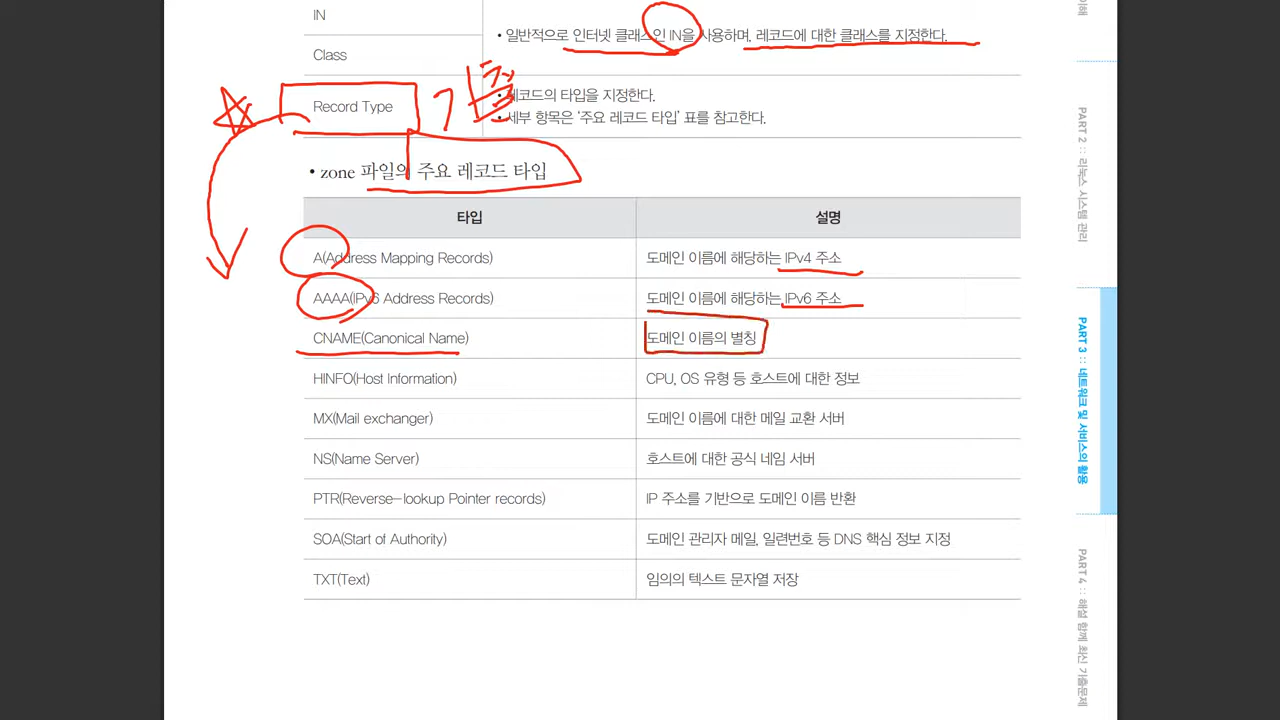 IN
• 일반적으로 인터넷 클래스인 IN을 사용하며, 레코드에 대한 클래스를 지정한다.
Class
Record Type
기출
• 레코드의 타입을 지정한다.
• 세부 항목은 ‘주요 레코드 타입’ 표를 참고한다.
• zone 파일의 주요 레코드 타입
타입 설명
A(Address Mapping Records) 도메인 이름에 해당하는 IPv4 주소
AAAA(IPv6 Address Records) 도메인 이름에 해당하는 IPv6 주소
CNAME(Canonical Name) 도메인 이름의 별칭
HINFO(Host information) CPU, OS 유형 등 호스트에 대한 정보
MX(Mail exhanger) 도메인 이름에 대한 메일 교환 서버
NS(Name Server) 호스트에 대한 공식 네임 서버
PTR(Reverse-lookup Pointer records) IP 주소를 기반으로 도메인 이름 반환
SOA(Start of Authority) 도메인 관리자 메일, 일련번호 등 DNS 핵심 정보 지정
TXT(Text) 임의의 텍스트 문자열 저장
이해
PART 2 :: 리눅스 시스템 관리
PART 3 :: 네트워크 및 서비스의 활용
PART 4 :: 해설 함께 최신 기출문제